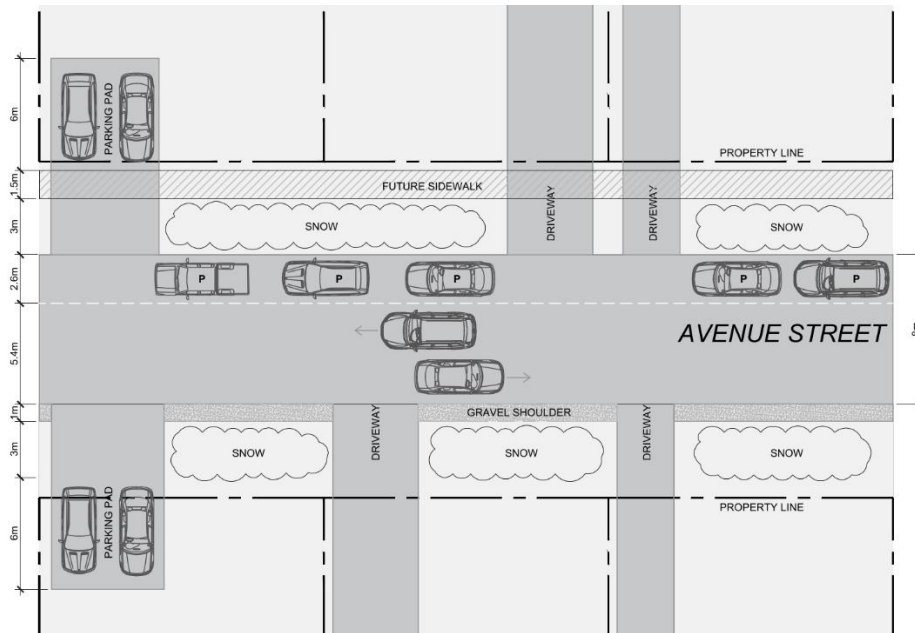 6m
PARKING PAD
PROPERTY LINE
1.5m
FUTURE SIDEWALK
3m
SNOW
DRIVEWAY
DRIVEWAY
SNOW
2.6m
P
P
P
P
P
5.4m
AVENUE STREET
1m
GRAVEL SHOULDER
3m
SNOW
DRIVEWAY
SNOW
DRIVEWAY
SNOW
6m
PARKING PAD
PROPERTY LINE